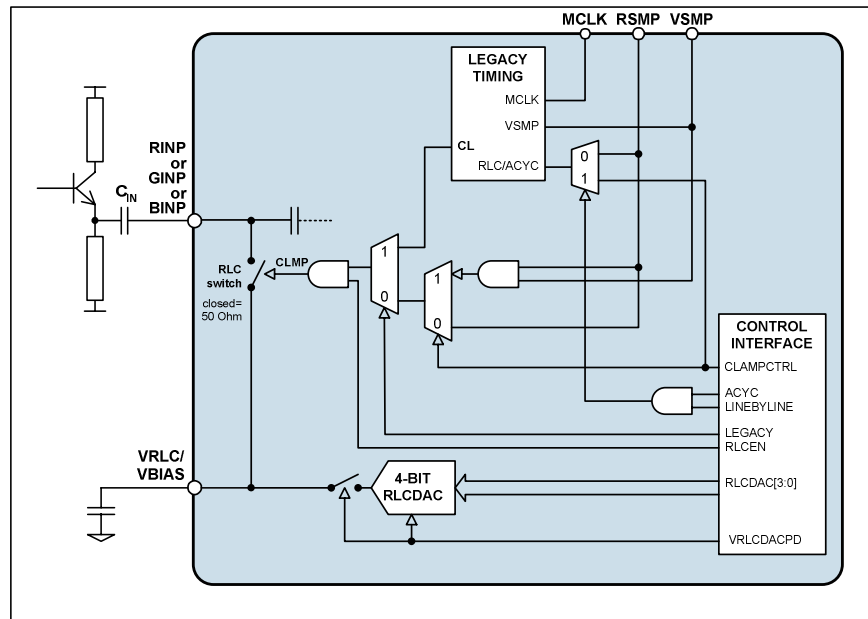 MCLK RSMP VSMP
LEGACY
TIMING
MCLK
VSMP
CL
RLC/ACYC
0
1
RINP
or
GINP
or
BINP
CIN
RLC
switch
closed=
50 Ohm
CLMP
1
0
1
0
CONTROL
INTERFACE
CLAMPCTRL
ACYC
LINEBYLINE
LEGACY
RLCEN
RLCDAC[3:0]
VRLCDACPD
VRLC/
VBIAS
4-BIT
RLCDAC